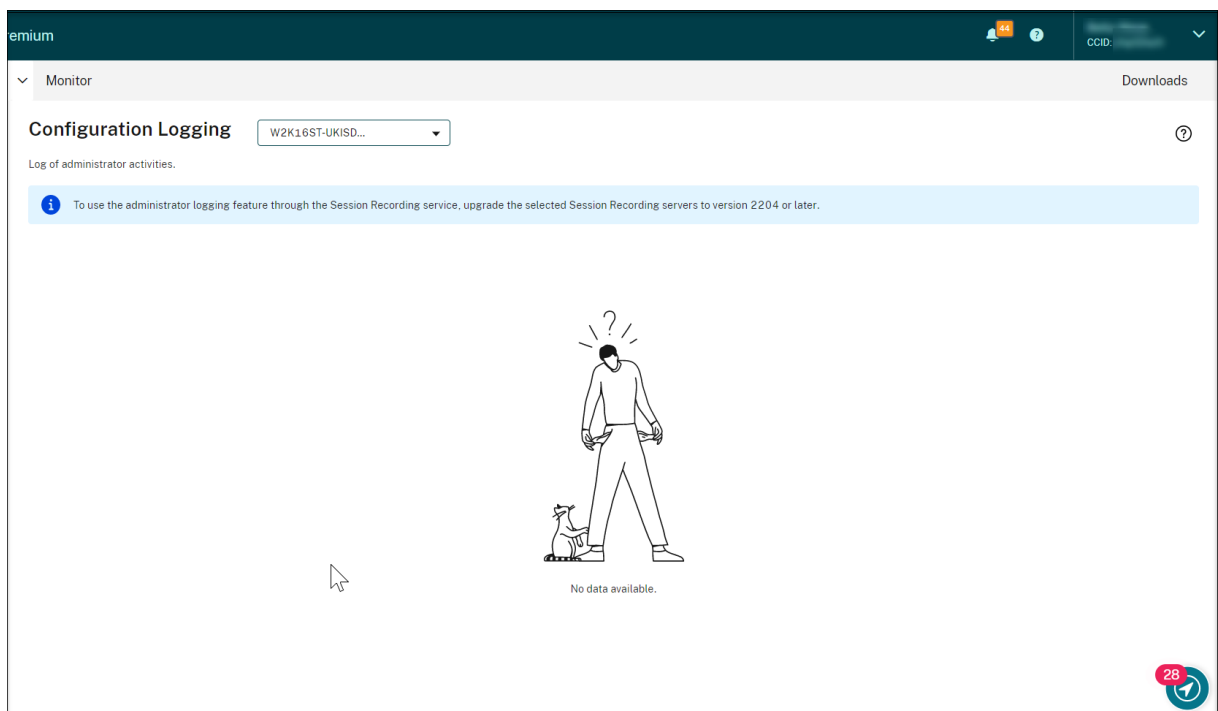 emium
44
?
CCID:
Monitor
Downloads
Configuration Logging
W2K16ST-UKISD...
?
Log of administrator activities.
i
To use the administrator logging feature through the Session Recording service, upgrade the selected Session Recording servers to version 2204 or later.
?
No data available.
28